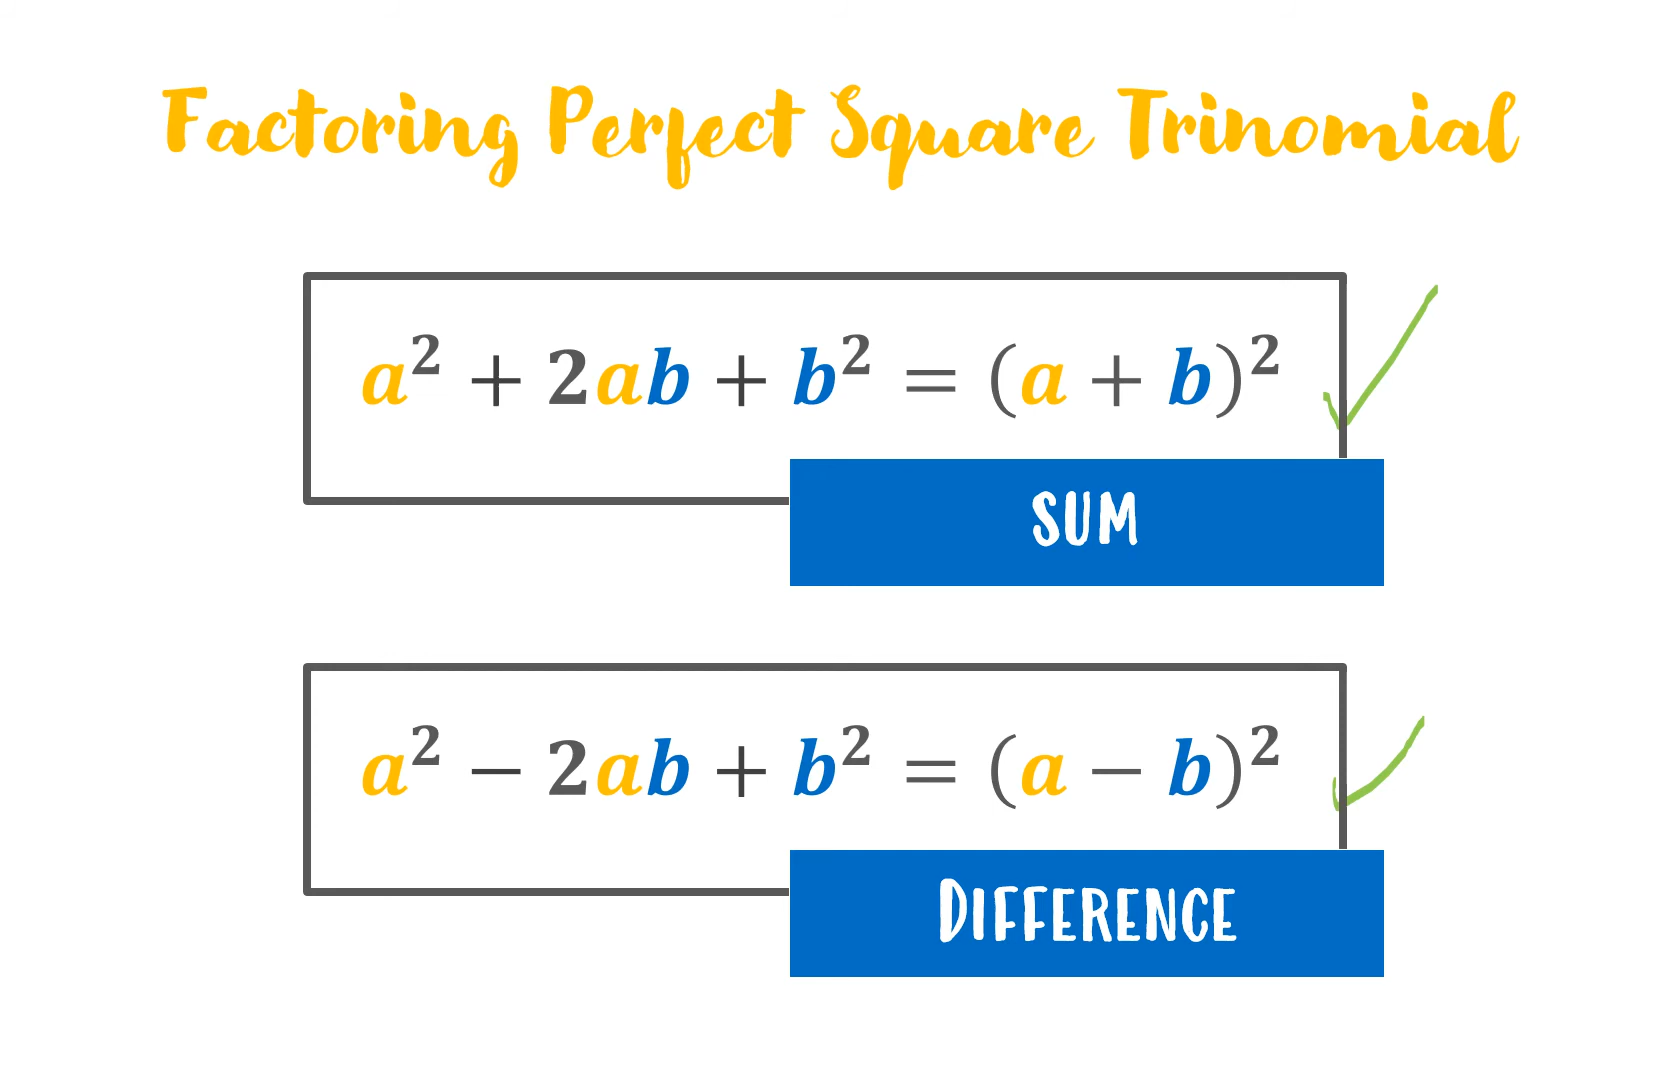 Factoring Perfect Square Trinomial
a² + 2ab + b² = (a + b)²
SUM
a² − 2ab + b² = (a − b)²
DIFFERENCE